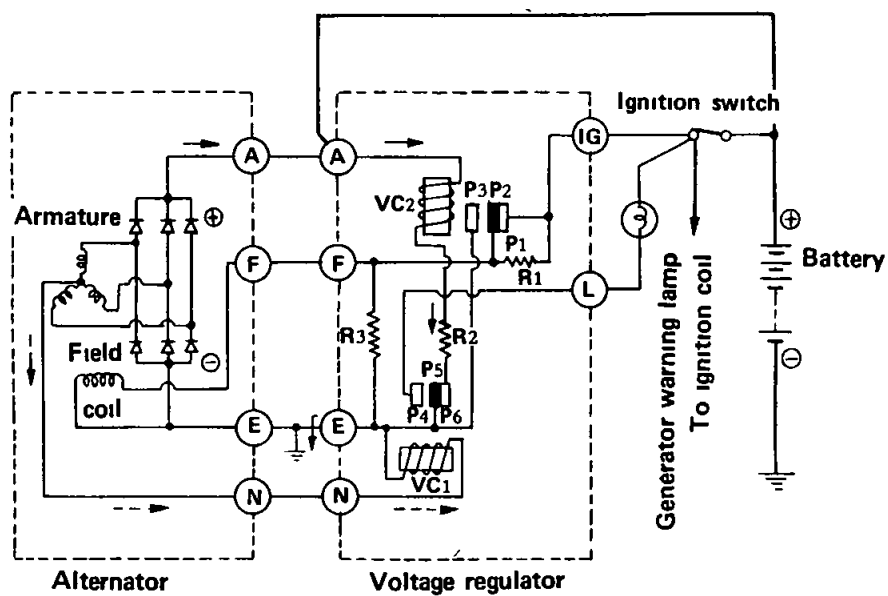 Ignition switch
A
A
IG
VC2
P3
P2
Armature
⊕
P1
R1
F
F
⊕
Battery
L
R3
R2
Field
coil
⊖
P5
P4
P6
⊖
E
E
VC1
N
N
Generator warning lamp
To ignition coil
Alternator
Voltage regulator